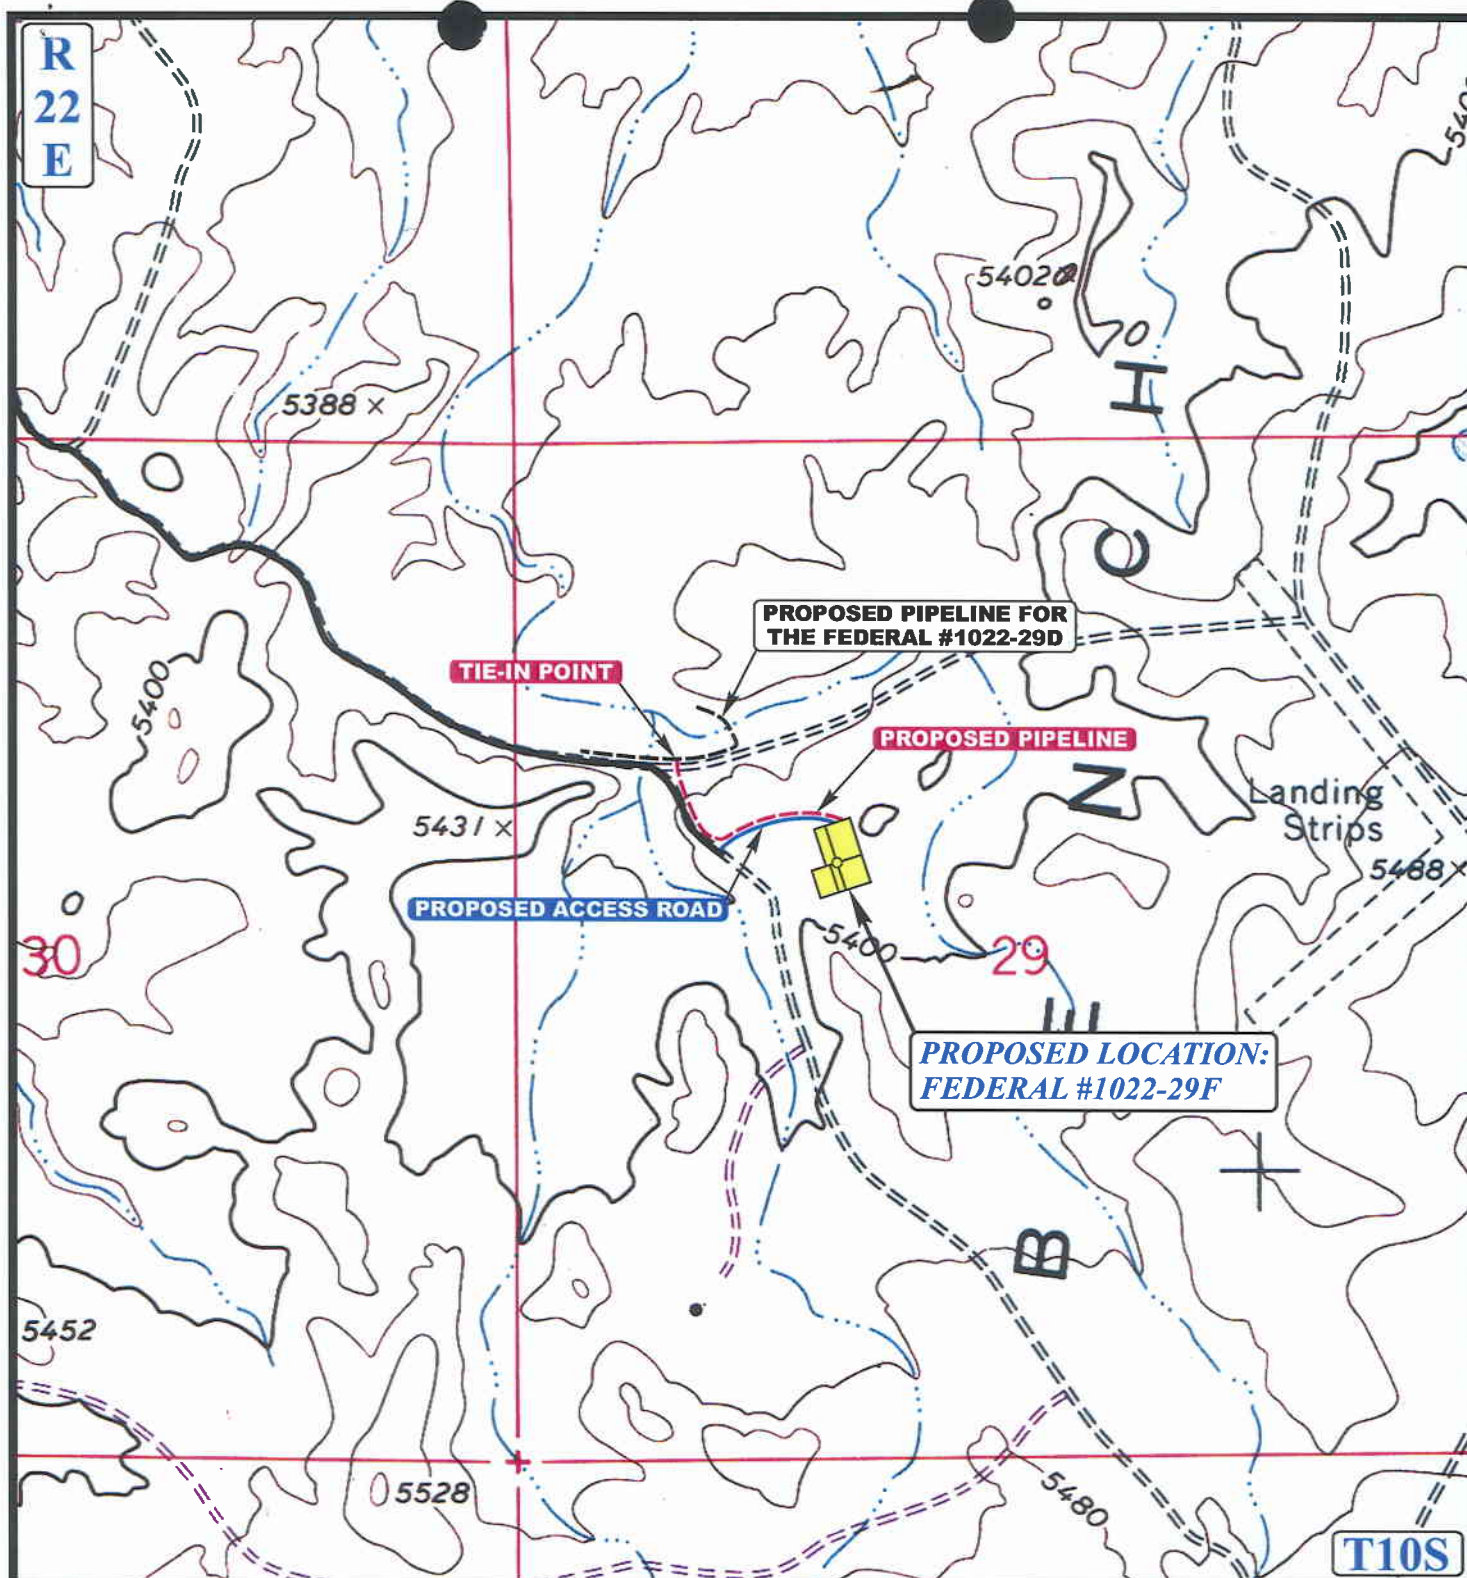 R
22
E
5402
5388 ×
H
C
PROPOSED PIPELINE FOR
THE FEDERAL #1022-29D
TIE-IN POINT
5400
PROPOSED PIPELINE
N
Landing
Strips
5431 ×
5488 ×
PROPOSED ACCESS ROAD
30
5400
29
E
PROPOSED LOCATION:
FEDERAL #1022-29F
B
5452
5528
5480
T10S